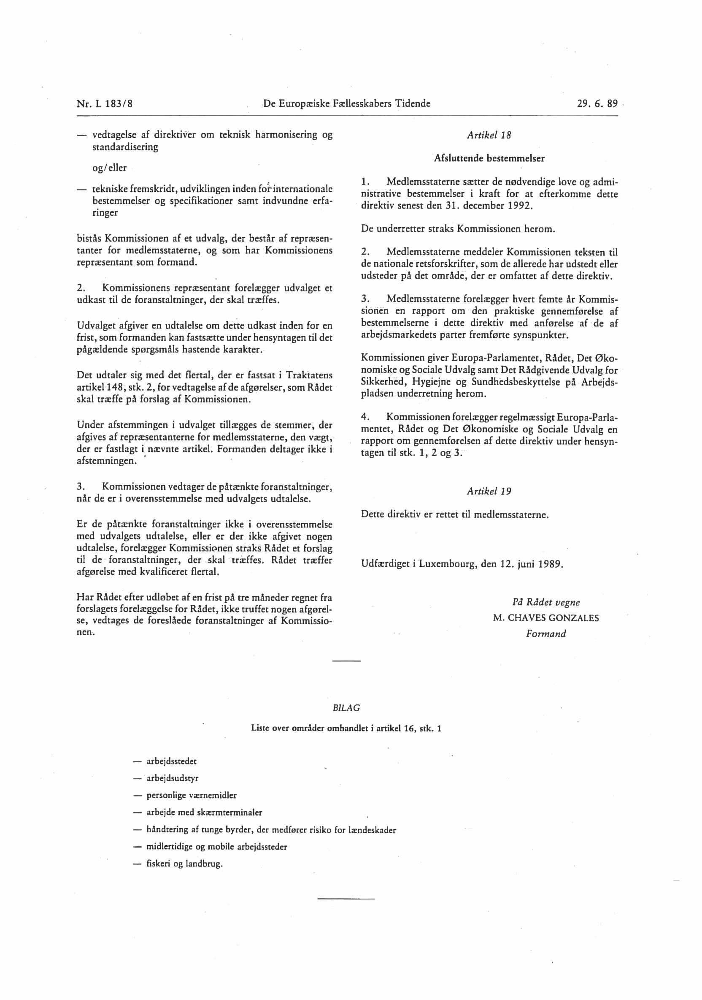 Nr. L 183/8
De Europæiske Fællesskabers Tidende
29. 6. 89
— vedtagelse af direktiver om teknisk harmonisering og
standardisering
og/eller
— tekniske fremskridt, udviklingen inden for internationale
bestemmelser og specifikationer samt indvundne erfa-
ringer
bistås Kommissionen af et udvalg, der består af repræsen-
tanter for medlemsstaterne, og som har Kommissionens
repræsentant som formand.
2. Kommissionens repræsentant forelægger udvalget et
udkast til de foranstaltninger, der skal træffes.
Udvalget afgiver en udtalelse om dette udkast inden for en
frist, som formanden kan fastsætte under hensyntagen til det
pågældende spørgsmåls hastende karakter.
Det udtaler sig med det flertal, der er fastsat i Traktatens
artikel 148, stk. 2, for vedtagelse af de afgørelser, som Rådet
skal træffe på forslag af Kommissionen.
Under afstemmingen i udvalget tillægges de stemmer, der
afgives af repræsentanterne for medlemsstaterne, den vægt,
der er fastlagt i nævnte artikel. Formanden deltager ikke i
afstemningen.
3. Kommissionen vedtager de påtænkte foranstaltninger,
når de er i overensstemmelse med udvalgets udtalelse.
Er de påtænkte foranstaltninger ikke i overensstemmelse
med udvalgets udtalelse, eller er der ikke afgivet nogen
udtalelse, forelægger Kommissionen straks Rådet et forslag
til de foranstaltninger, der skal træffes. Rådet træffer
afgørelse med kvalificeret flertal.
Har Rådet efter udløbet af en frist på tre måneder regnet fra
forslagets forelæggelse for Rådet, ikke truffet nogen afgørel-
se, vedtages de foreslåede foranstaltninger af Kommissio-
nen.
Artikel 18
Afsluttende bestemmelser
1. Medlemsstaterne sætter de nødvendige love og admi-
nistrative bestemmelser i kraft for at efterkomme dette
direktiv senest den 31. december 1992.
De underretter straks Kommissionen herom.
2. Medlemsstaterne meddeler Kommissionen teksten til
de nationale retsforskrifter, som de allerede har udstedt eller
udsteder på det område, der er omfattet af dette direktiv.
3. Medlemsstaterne forelægger hvert femte år Kommis-
sionen en rapport om den praktiske gennemførelse af
bestemmelserne i dette direktiv med anførelse af de af
arbejdsmarkedets parter fremførte synspunkter.
Kommissionen giver Europa-Parlamentet, Rådet, Det Øko-
nomiske og Sociale Udvalg samt Det Rådgivende Udvalg for
Sikkerhed, Hygiejne og Sundhedsbeskyttelse på Arbejds-
pladsen underretning herom.
4. Kommissionen forelægger regelmæssigt Europa-Parla-
mentet, Rådet og Det Økonomiske og Sociale Udvalg en
rapport om gennemførelsen af dette direktiv under hensyn-
tagen til stk. 1, 2 og 3.
Artikel 19
Dette direktiv er rettet til medlemsstaterne.
Udfærdiget i Luxembourg, den 12. juni 1989.
På Rådet vegne
M. CHAVES GONZALES
Formand
BILAG
Liste over områder omhandlet i artikel 16, stk. 1
— arbejdsstedet
— arbejdsudstyr
— personlige værnemidler
— arbejde med skærmterminaler
— håndtering af tunge byrder, der medfører risiko for lændeskader
— midlertidige og mobile arbejdssteder
— fiskeri og landbrug.